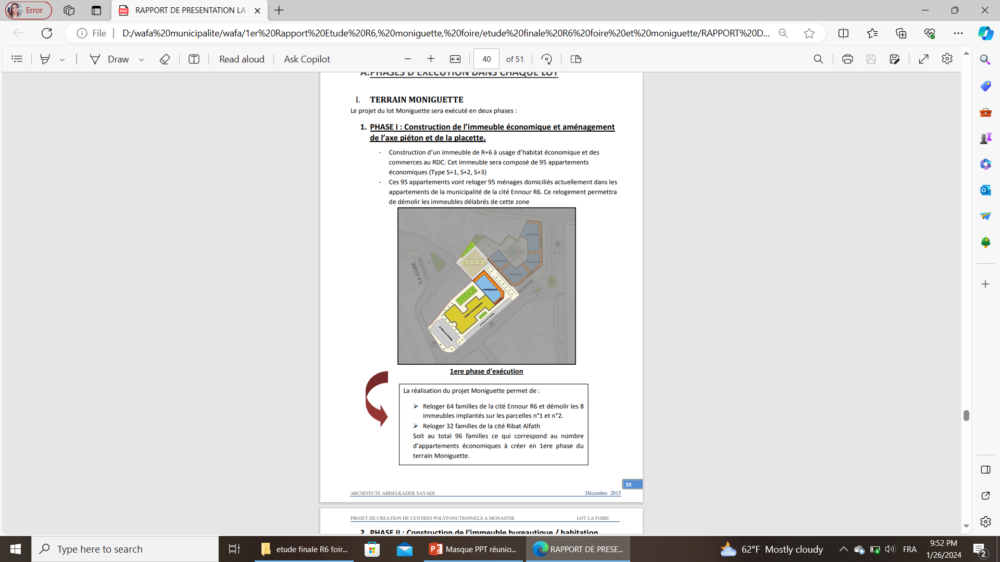 Error
RAPPORT DE PRESENTATION LA
File
D:/wafa%20municipalite/wafa/1er%20Rapport%20Etude%20R6,%20moniguette,%20foire/etude%20finale%20R6%20foire%20et%20moniguette/RAPPORT%20D...
Draw
Read aloud
Ask Copilot
40
of 51
A.PHASES D'EXECUTION DANS CHAQUE LOT
I. TERRAIN MONIGUETTE
Le projet du lot Moniguette sera exécuté en deux phases :
1. PHASE I : Construction de l’immeuble économique et aménagement
de l’axe piéton et de la placette.
- Construction d’un immeuble de R+6 à usage d’habitat économique et des
commerces au RDC. Cet immeuble sera composé de 95 appartements
économiques (Type S+1, S+2, S+3)
- Ces 95 appartements vont reloger 95 ménages domiciliés actuellement dans les
appartements de la municipalité de la cité Ennour R6. Ce relogement permettra
de démolir les immeubles délabrés de cette zone
COMMERCES
20
COMMERCES
COMMERCES
COMMERCES
LA GARE
COMMERCES
HABITAT ECONOMIQUES
12
1ere phase d'exécution
La réalisation du projet Moniguette permet de :
➢ Reloger 64 familles de la cité Ennour R6 et démolir les 8
immeubles implantés sur les parcelles n°1 et n°2.
➢ Reloger 32 familles de la cité Ribat Alfath
Soit au total 96 familles ce qui correspond au nombre
d’appartements économiques à créer en 1ere phase du
terrain Moniguette.
39
ARCHITECTE ABDELKADER SAYADI
Décembre 2015
PROJET DE CREATION DE CENTRES POLYFONCTIONNELS A MONASTIR
LOT LA FOIRE
2. PHASE II : Construction de l’immeuble bureautique / habitation
Type here to search
etude finale R6 foir...
Masque PPT réunio...
RAPPORT DE PRESE...
62°F Mostly cloudy
FRA
9:52 PM
1/26/2024
2